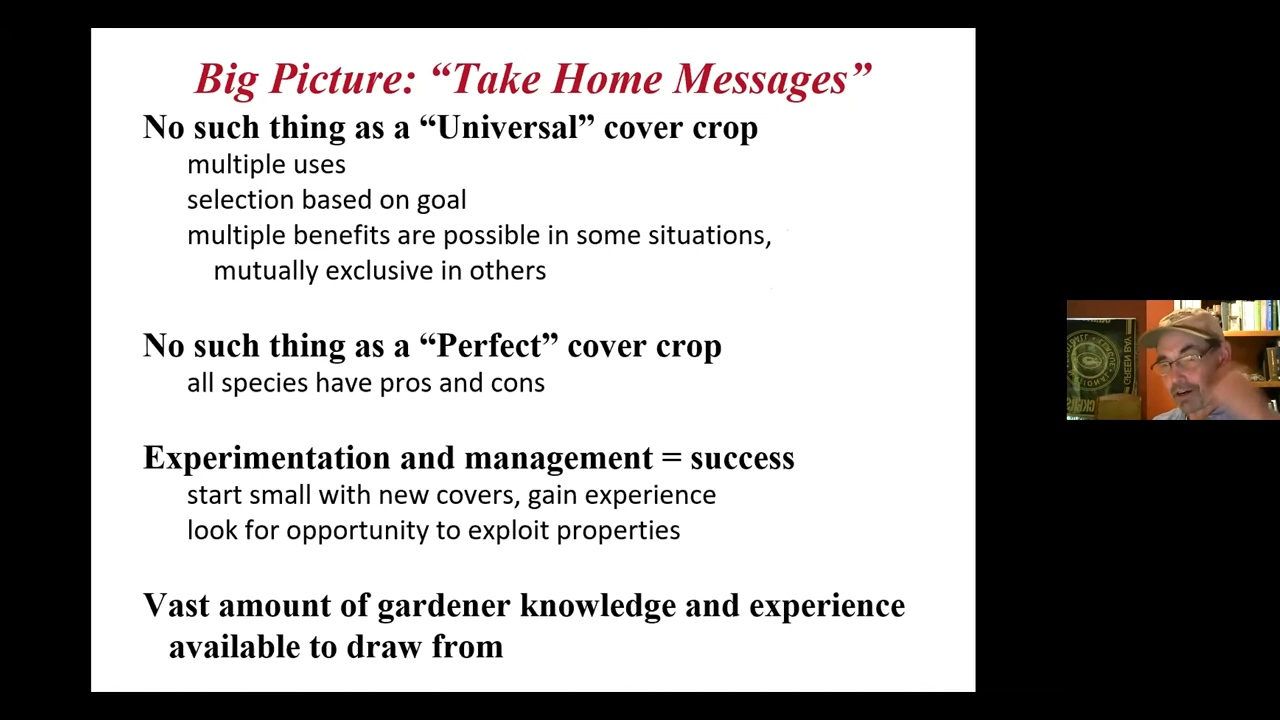 Big Picture: “Take Home Messages”
No such thing as a “Universal” cover crop
multiple uses
selection based on goal
multiple benefits are possible in some situations,
mutually exclusive in others
No such thing as a “Perfect” cover crop
all species have pros and cons
Experimentation and management = success
start small with new covers, gain experience
look for opportunity to exploit properties
Vast amount of gardener knowledge and experience
available to draw from
GREEN BAY